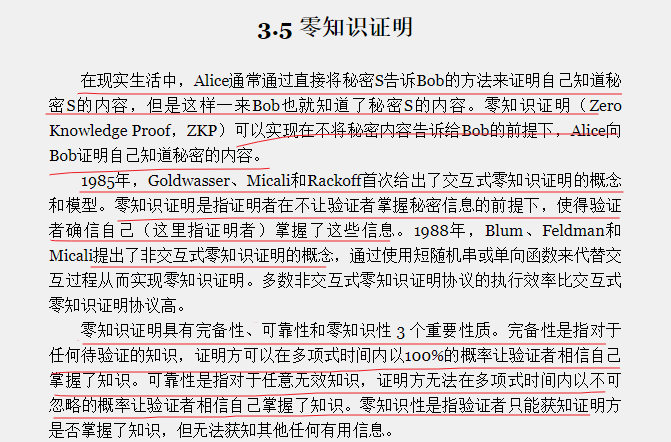 3.5 零知识证明
在现实生活中，Alice通常通过直接将秘密S告诉Bob的方法来证明自己知道秘
密S的内容，但是这样一来Bob也就知道了秘密S的内容。零知识证明（Zero
Knowledge Proof，ZKP）可以实现在不将秘密内容告诉给Bob的前提下，Alice向
Bob证明自己知道秘密的内容。
1985年，Goldwasser、Micali和Rackoff首次给出了交互式零知识证明的概念
和模型。零知识证明是指证明者在不让验证者掌握秘密信息的前提下，使得验证
者确信自己（这里指证明者）掌握了这些信息。1988年，Blum、Feldman和
Micali提出了非交互式零知识证明的概念，通过使用短随机串或单向函数来代替交
互过程从而实现零知识证明。多数非交互式零知识证明协议的执行效率比交互式
零知识证明协议高。
零知识证明具有完备性、可靠性和零知识性 3 个重要性质。完备性是指对于
任何待验证的知识，证明方可以在多项式时间内以100%的概率让验证者相信自己
掌握了知识。可靠性是指对于任意无效知识，证明方无法在多项式时间内以不可
忽略的概率让验证者相信自己掌握了知识。零知识性是指验证者只能获知证明方
是否掌握了知识，但无法获知其他任何有用信息。